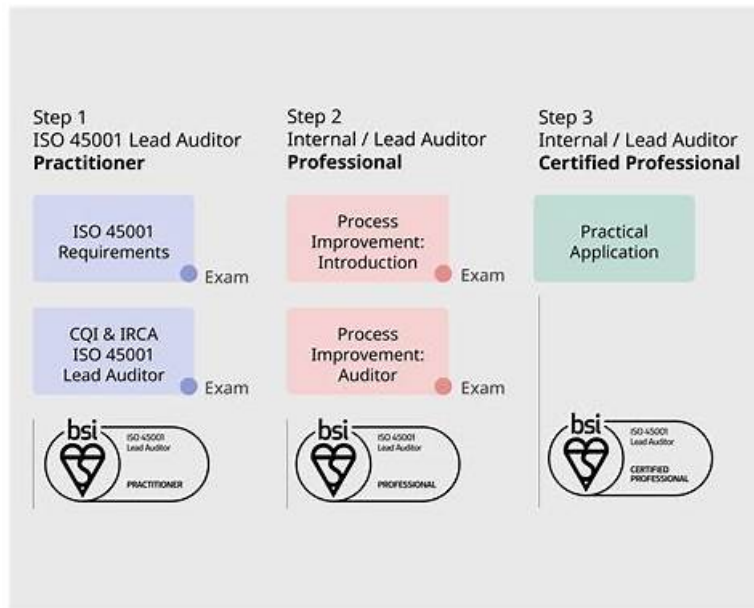 Step 1
ISO 45001 Lead Auditor
Practitioner
ISO 45001
Requirements
Exam
CQI & IRCA
ISO 45001
Lead Auditor
Exam
bsi
ISO 45001
Lead Auditor
PRACTITIONER
Step 2
Internal / Lead Auditor
Professional
Process
Improvement:
Introduction
Exam
Process
Improvement:
Auditor
Exam
bsi
ISO 45001
Lead Auditor
PROFESSIONAL
Step 3
Internal / Lead Auditor
Certified Professional
Practical
Application
bsi
ISO 45001
Lead Auditor
CERTIFIED
PROFESSIONAL